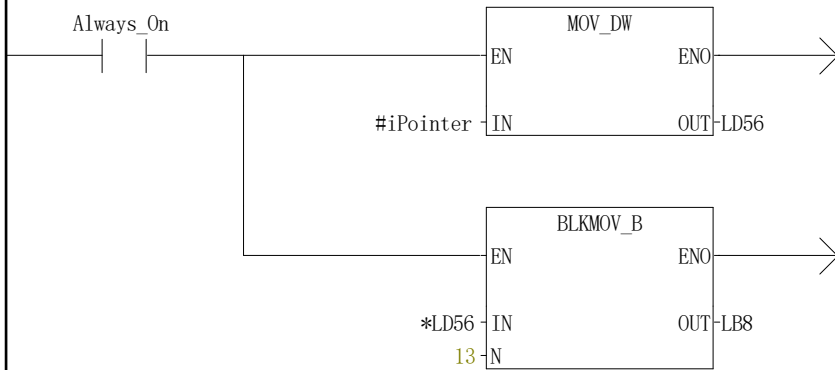 Always_On
MOV_DW
EN ENO
#iPointer IN OUT LD56
BLKMOV_B
EN ENO
*LD56 IN OUT LB8
13 N